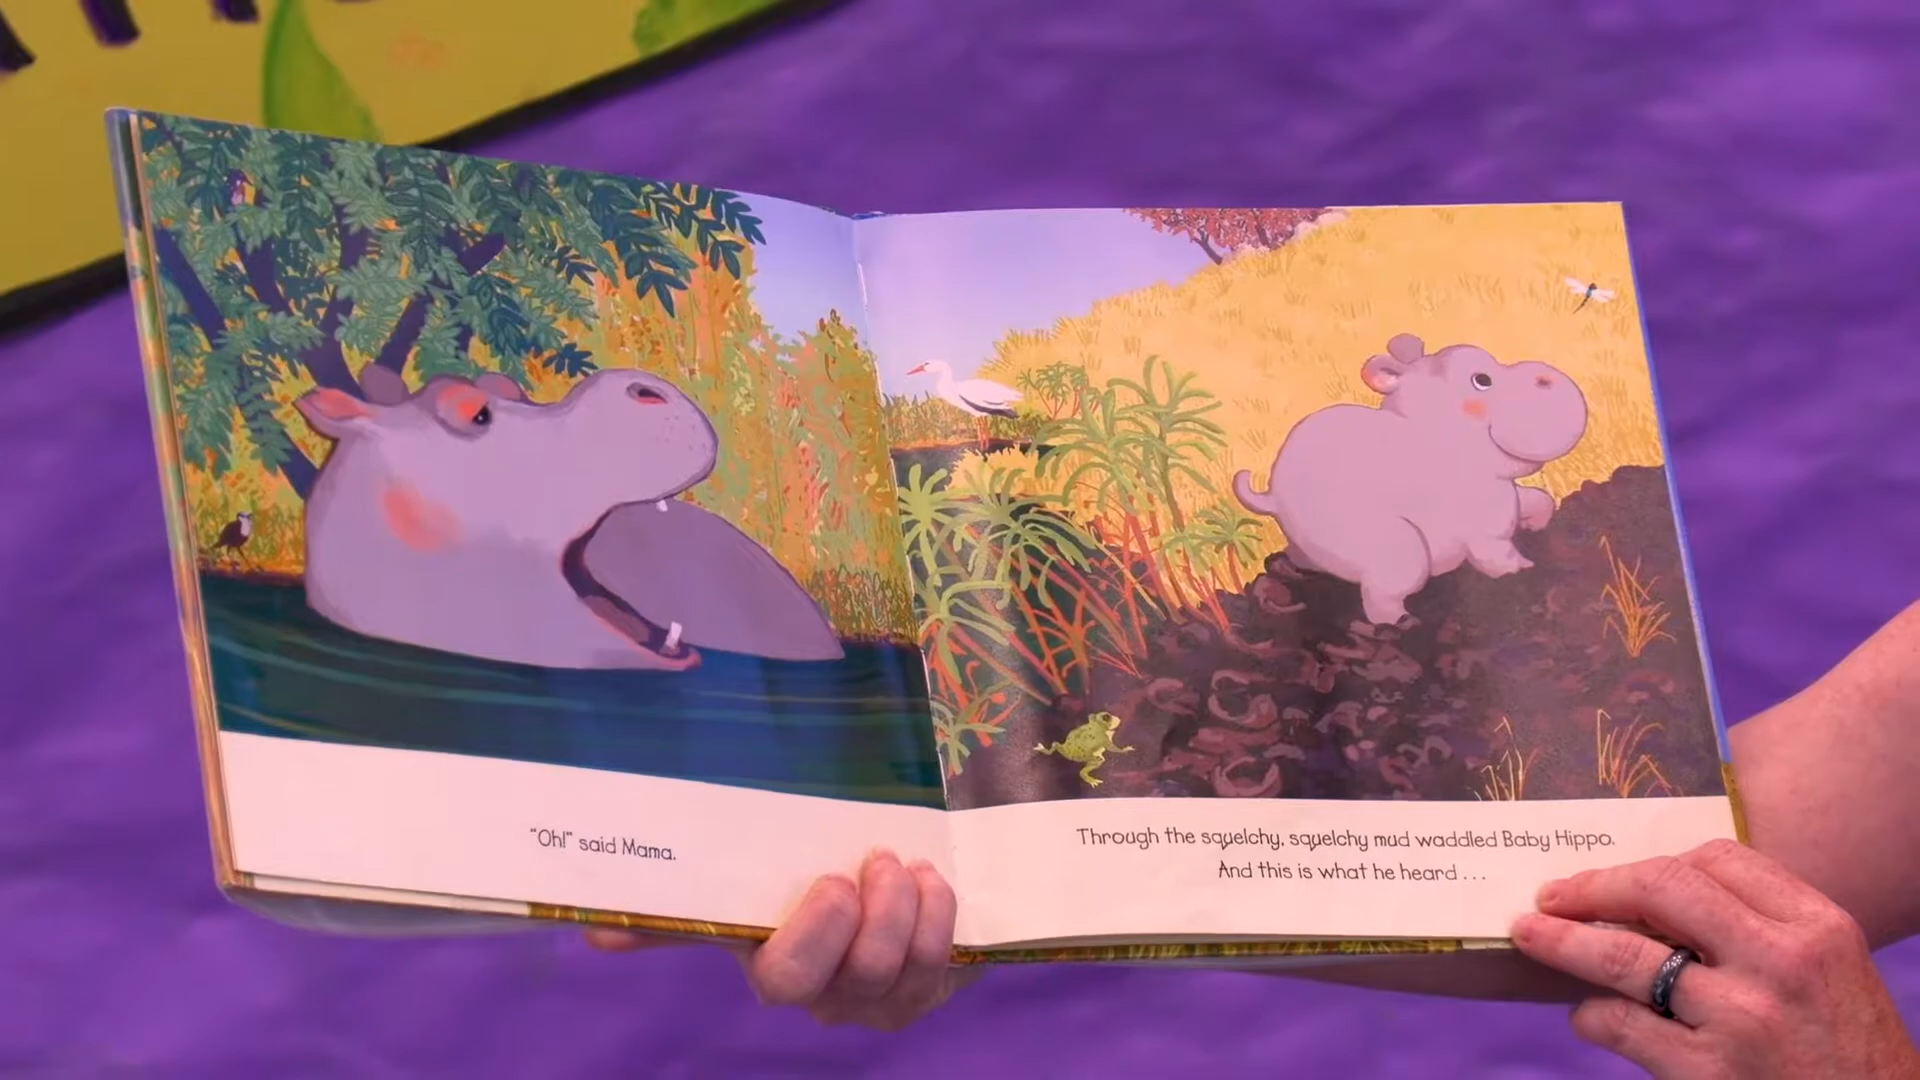 “Oh!” said Mama.
Through the squelchy, squelchy mud waddled Baby Hippo.
And this is what he heard . . .